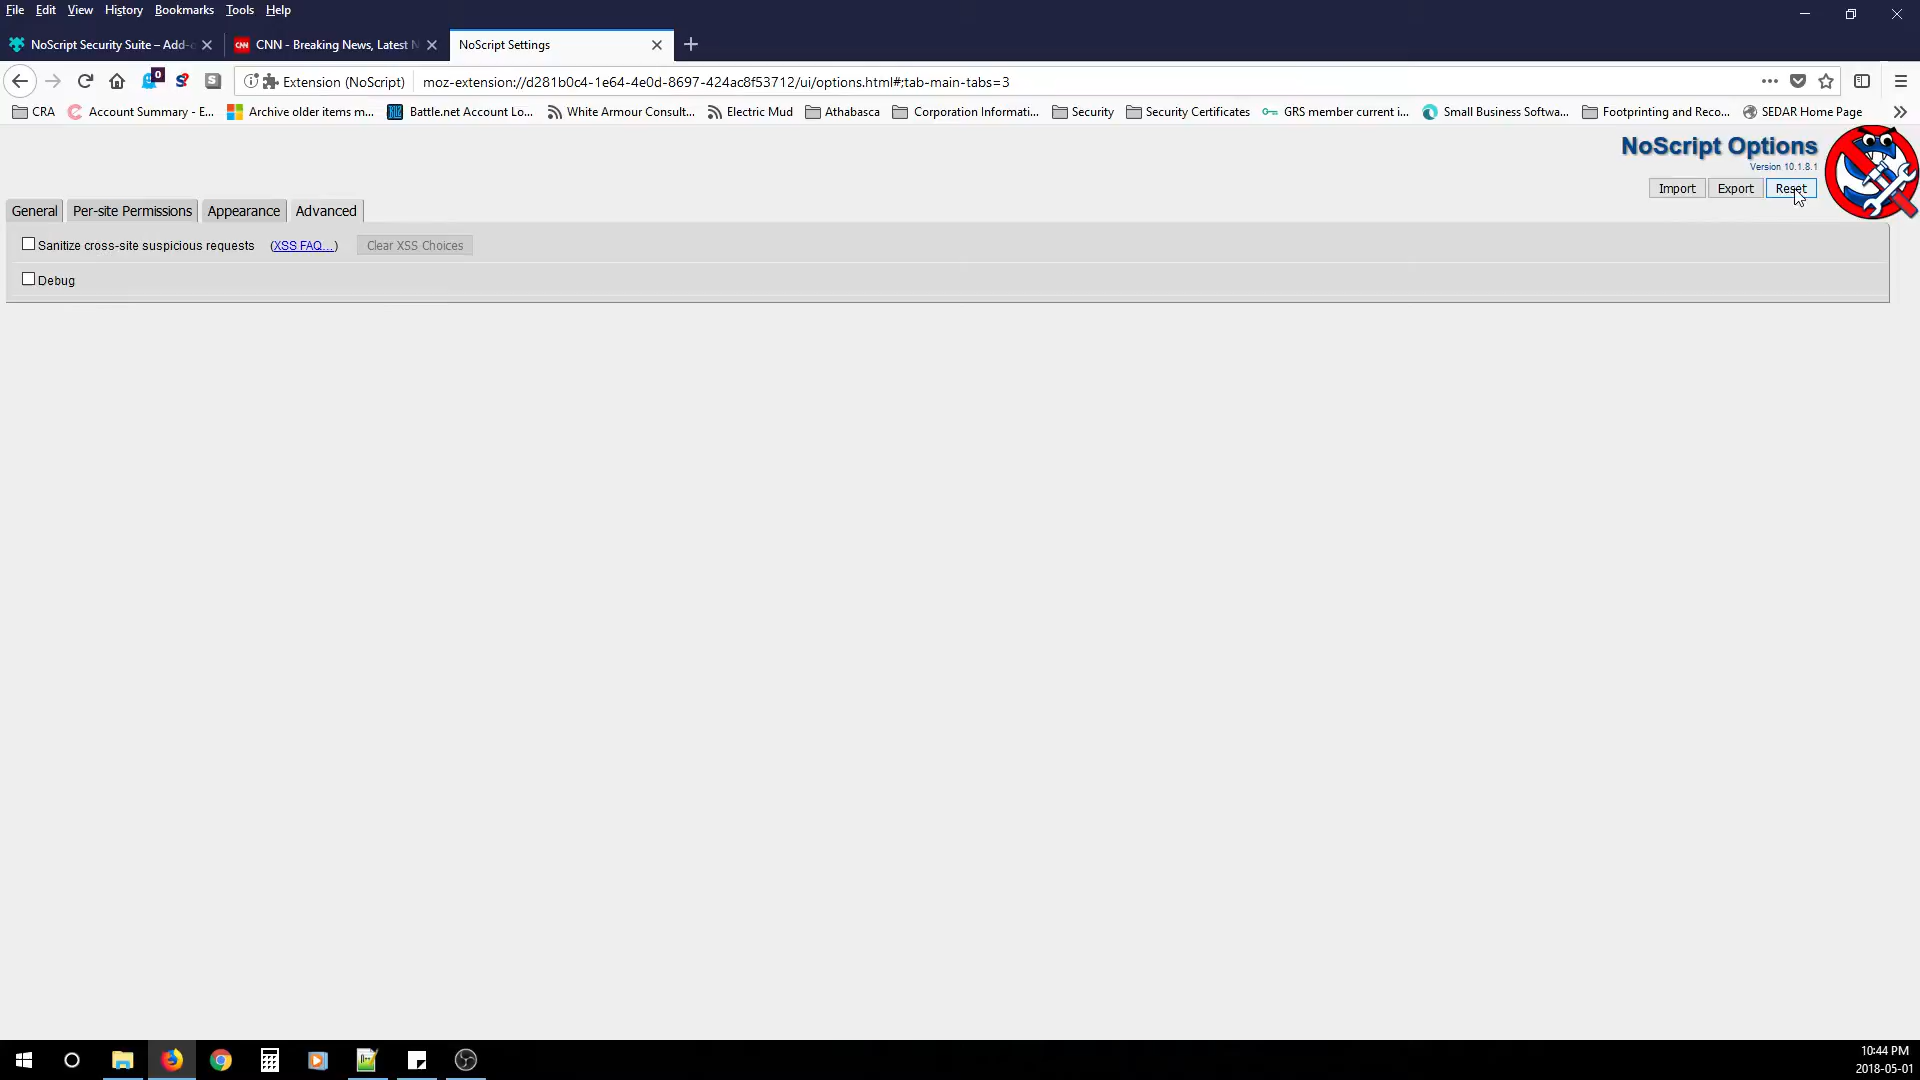 File Edit View History Bookmarks Tools Help
NoScript Security Suite – Add-o
CNN - Breaking News, Latest N
NoScript Settings
0
Extension (NoScript)
moz-extension://d281b0c4-1e64-4e0d-8697-424ac8f53712/ui/options.html#;tab-main-tabs=3
CRA
Account Summary - E...
Archive older items m...
Battle.net Account Lo...
White Armour Consult...
Electric Mud
Athabasca
Corporation Informati...
Security
Security Certificates
GRS member current i...
Small Business Softwa...
Footprinting and Reco...
SEDAR Home Page
NoScript Options
Version 10.1.8.1
Import Export Reset
General Per-site Permissions Appearance Advanced
Sanitize cross-site suspicious requests (XSS FAQ...) Clear XSS Choices
Debug
10:44 PM
2018-05-01